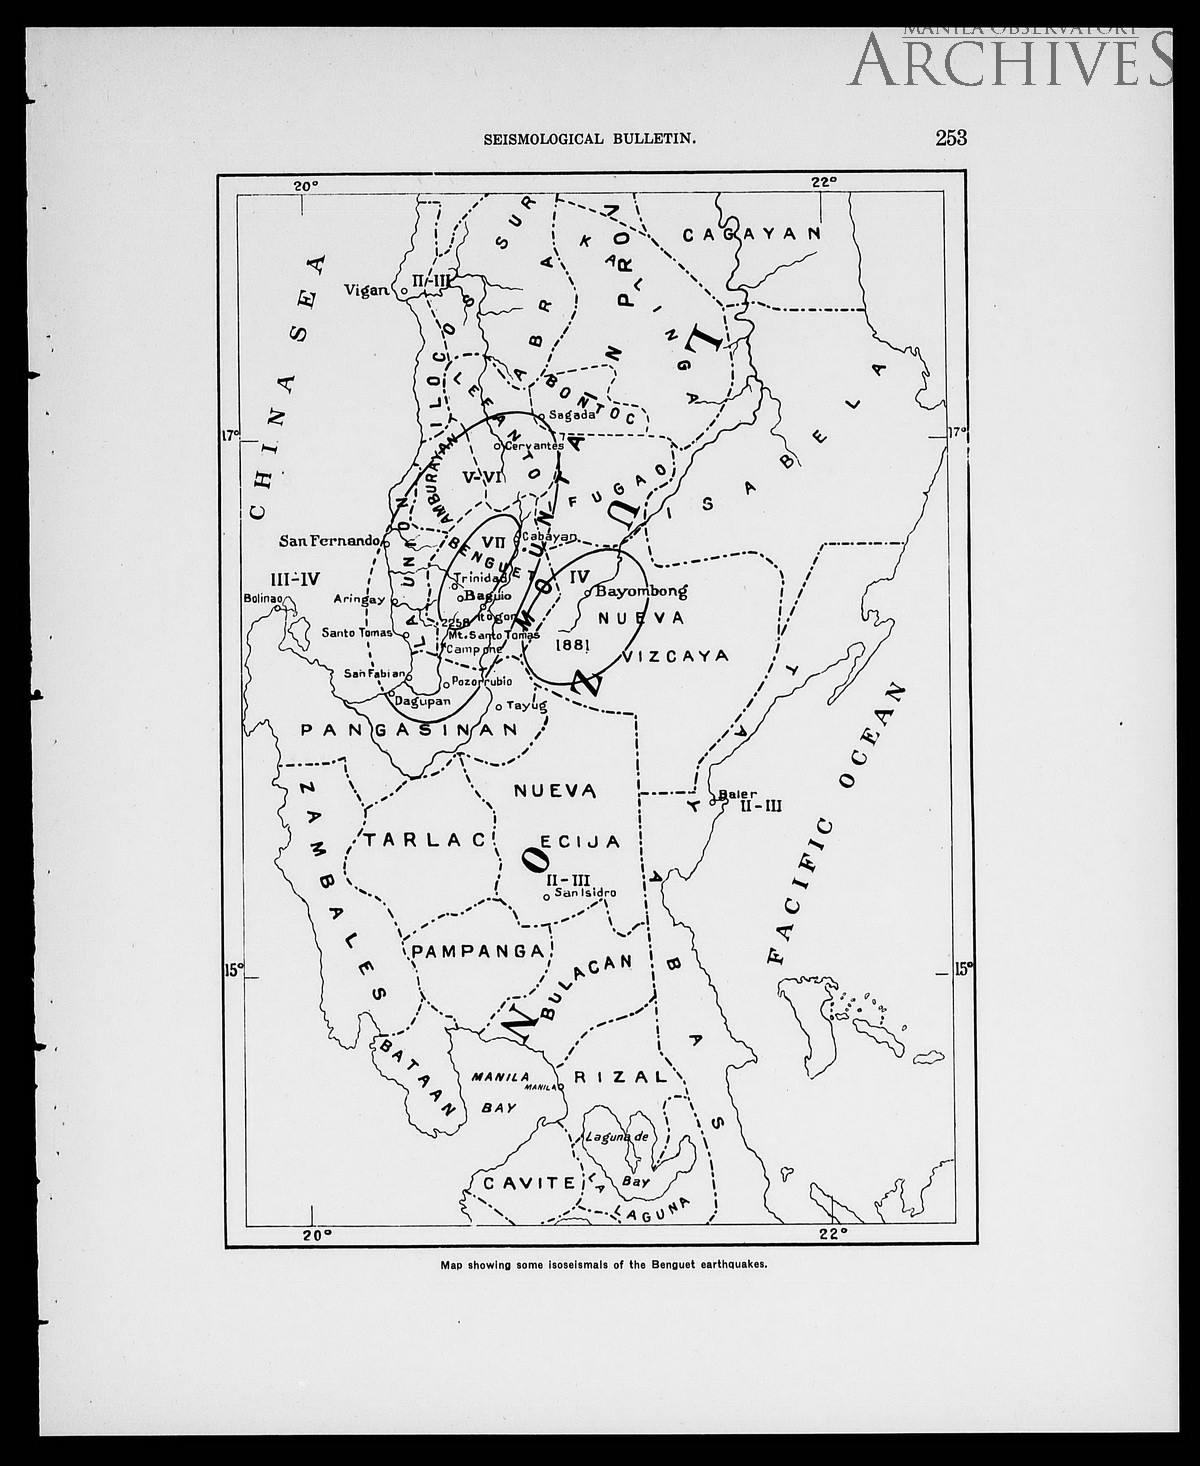 MANILA OBSERVATORY
ARCHIVES
SEISMOLOGICAL BULLETIN.
253
20°
22°
CHINA SEA
Vigan
II-III
ILOCOS SUR
ABRA
KALINGA
CAGAYAN
MOUNTAIN PROV
LUZON
LEPANTO
BONTOC
Sagada
ISABELA
17°
17°
Cervantes
AMBURAYAN
V-VI
IFUGAO
San Fernando
LA UNION
VII
Cabayan
BENGUET
III-IV
Trinidad
IV
Bolinao
Aringay
Baguio
Bayombong
Itogon
NUEVA
2258
Santo Tomas
Mt. Santo Tomas
Camp one
1881
VIZCAYA
San Fabian
Pozorrubio
Dagupan
Tayug
PANGASINAN
TAYABAS
PACIFIC OCEAN
ZAMBALES
NUEVA
Baler
II-III
TARLAC
ECIJA
II-III
San Isidro
PAMPANGA
BULACAN
15°
15°
BATAAN
MANILA
MANILA
BAY
RIZAL
Laguna de
Bay
CAVITE
LA
LAGUNA
20°
22°
Map showing some isoseismals of the Benguet earthquakes.